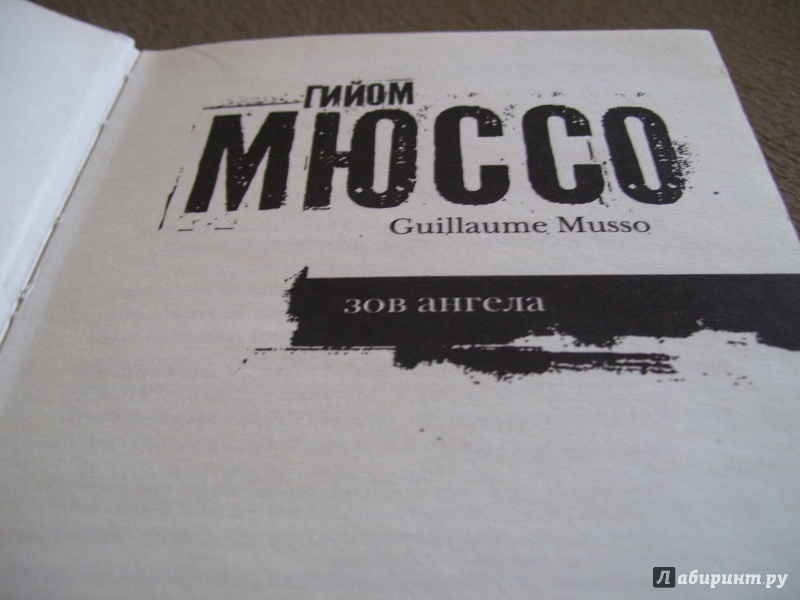 ГИЙОМ
МЮССО
Guillaume Musso
зов ангела
Лабиринт.ру